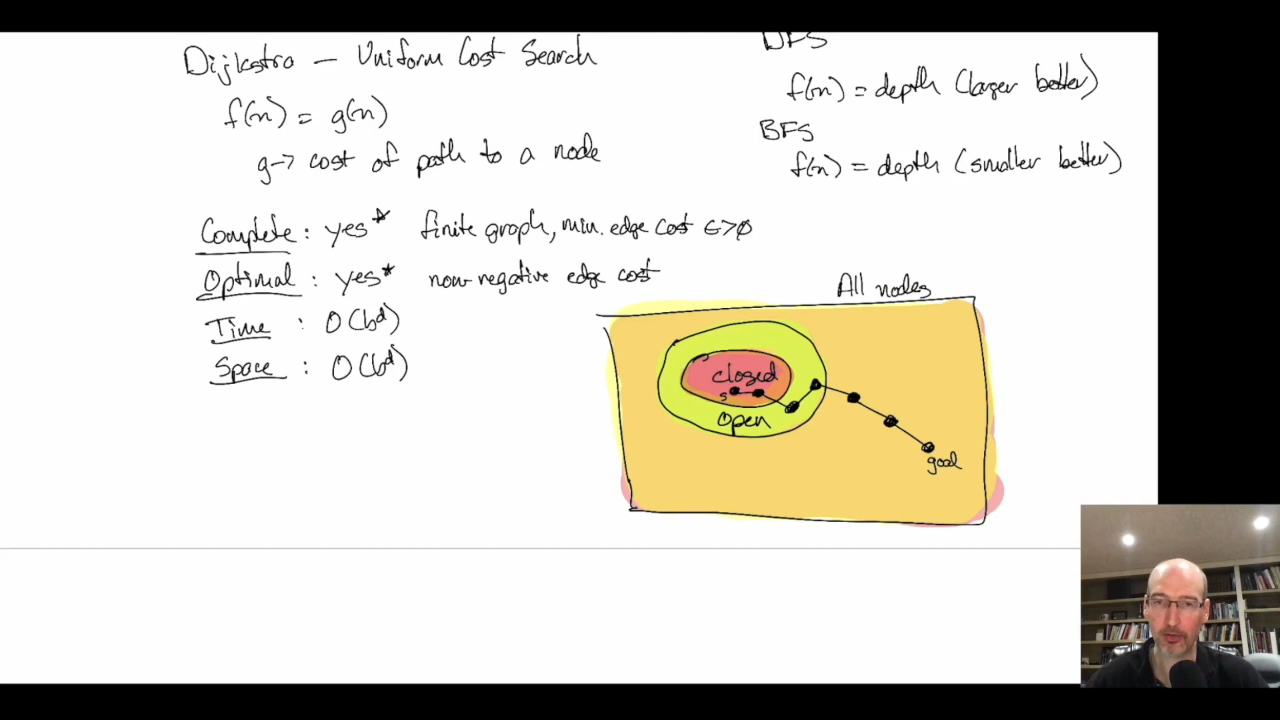 Dijkstra - Uniform Cost Search
f(n) = g(n)
g → cost of path to a node
DFS
f(n) = depth (larger better)
BFS
f(n) = depth (smaller better)
Complete : yes* finite graph, min. edge cost ϵ>0
Optimal : yes* non-negative edge cost
Time : O(b^d)
Space : O(b^d)
All nodes
closed
s
Open
goal